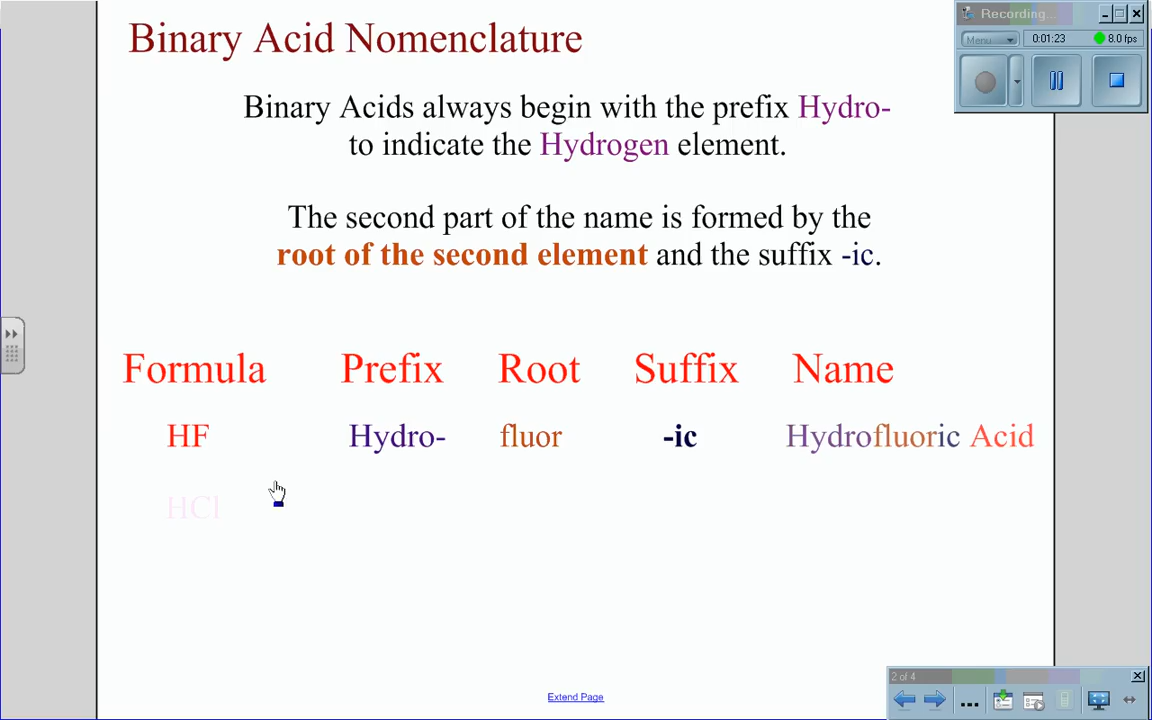 Binary Acid Nomenclature
Recording...
Menu
0:01:23
8.0 fps
Binary Acids always begin with the prefix Hydro-
to indicate the Hydrogen element.
The second part of the name is formed by the
root of the second element and the suffix -ic.
Formula Prefix Root Suffix Name
HF Hydro- fluor -ic Hydrofluoric Acid
HCl
Extend Page
2 of 4